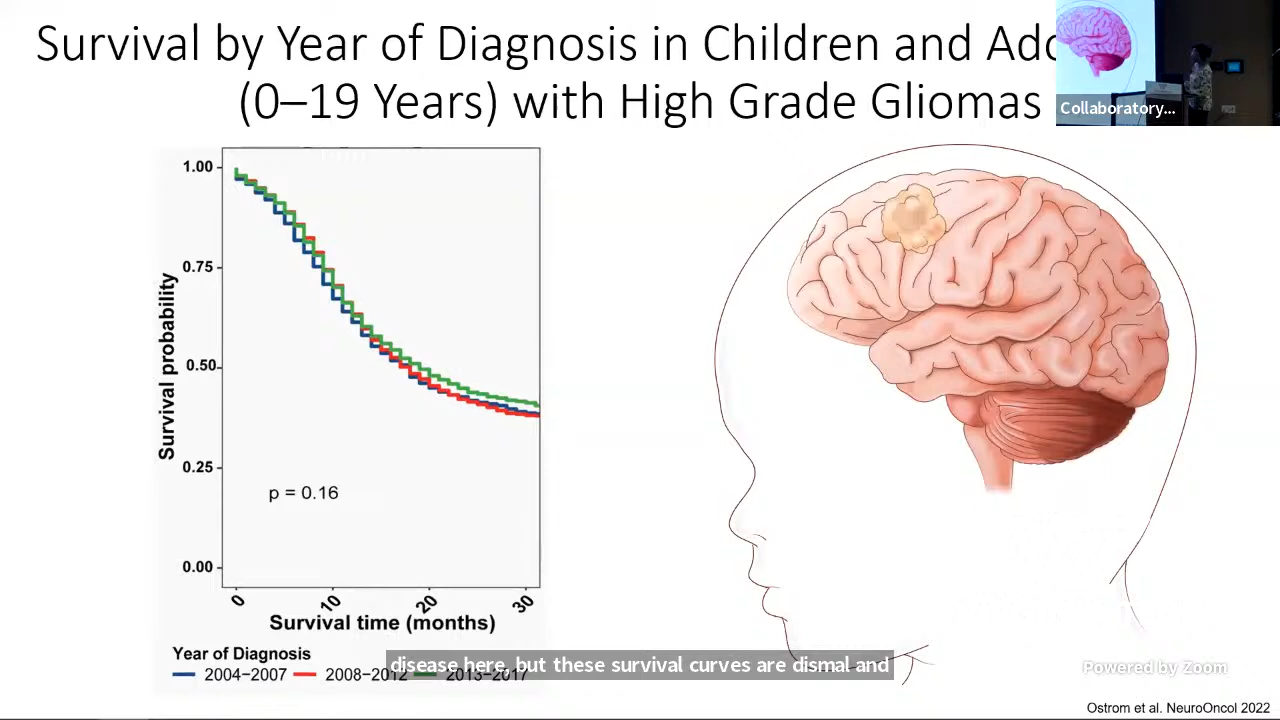 Survival by Year of Diagnosis in Children and Ado
(0–19 Years) with High Grade Gliomas
Collaboratory...
1.00
0.75
0.50
0.25
0.00
Survival probability
p = 0.16
0
10
20
30
Survival time (months)
Year of Diagnosis
2004−2007
2008−2012
2013−2017
disease here, but these survival curves are dismal and
Powered by Zoom
Ostrom et al. NeuroOncol 2022